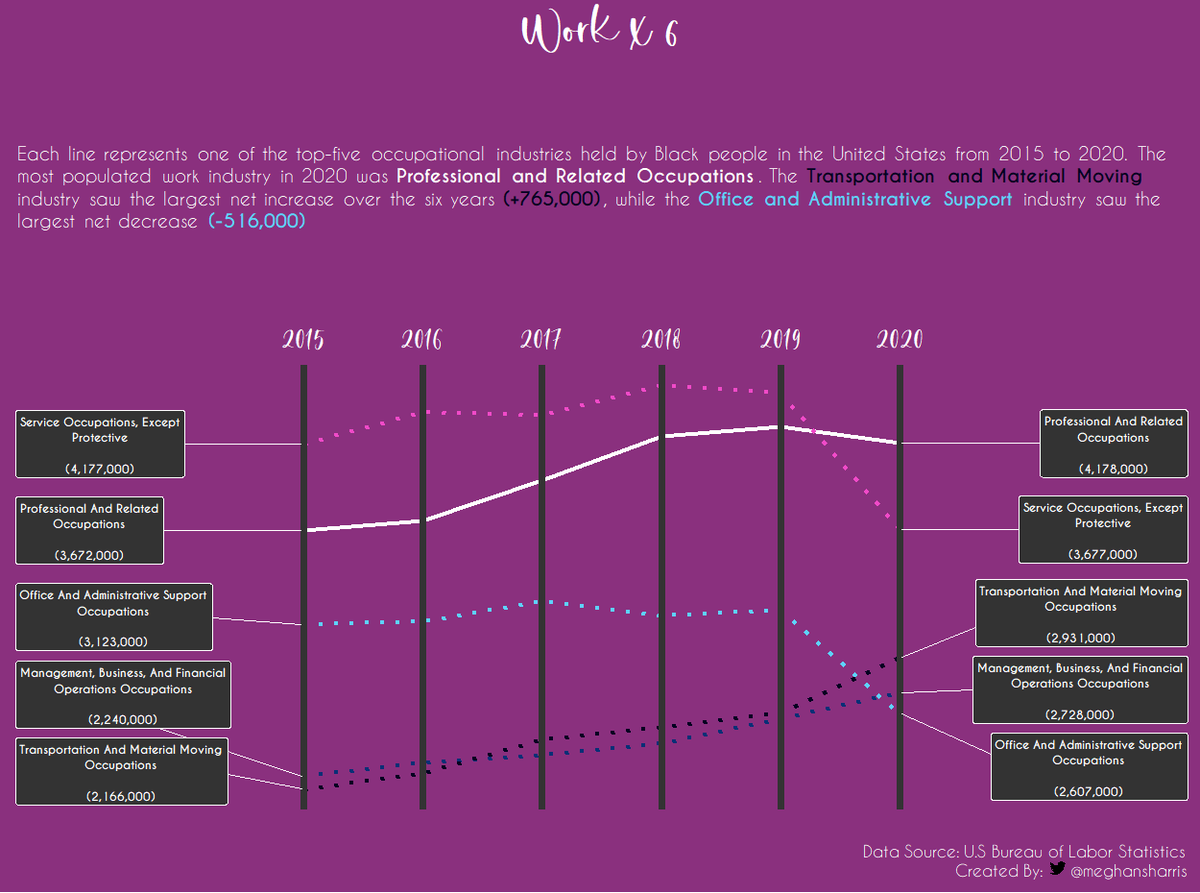 Work X 6
Each line represents one of the top-five occupational industries held by Black people in the United States from 2015 to 2020. The
most populated work industry in 2020 was Professional and Related Occupations. The Transportation and Material Moving
industry saw the largest net increase over the six years (+765,000), while the Office and Administrative Support industry saw the
largest net decrease (-516,000)
2015 2016 2017 2018 2019 2020
Service Occupations, Except
Protective
(4,177,000)
Professional And Related
Occupations
(3,672,000)
Office And Administrative Support
Occupations
(3,123,000)
Management, Business, And Financial
Operations Occupations
(2,240,000)
Transportation And Material Moving
Occupations
(2,166,000)
Professional And Related
Occupations
(4,178,000)
Service Occupations, Except
Protective
(3,677,000)
Transportation And Material Moving
Occupations
(2,931,000)
Management, Business, And Financial
Operations Occupations
(2,728,000)
Office And Administrative Support
Occupations
(2,607,000)
Data Source: U.S Bureau of Labor Statistics
Created By: @meghansharris